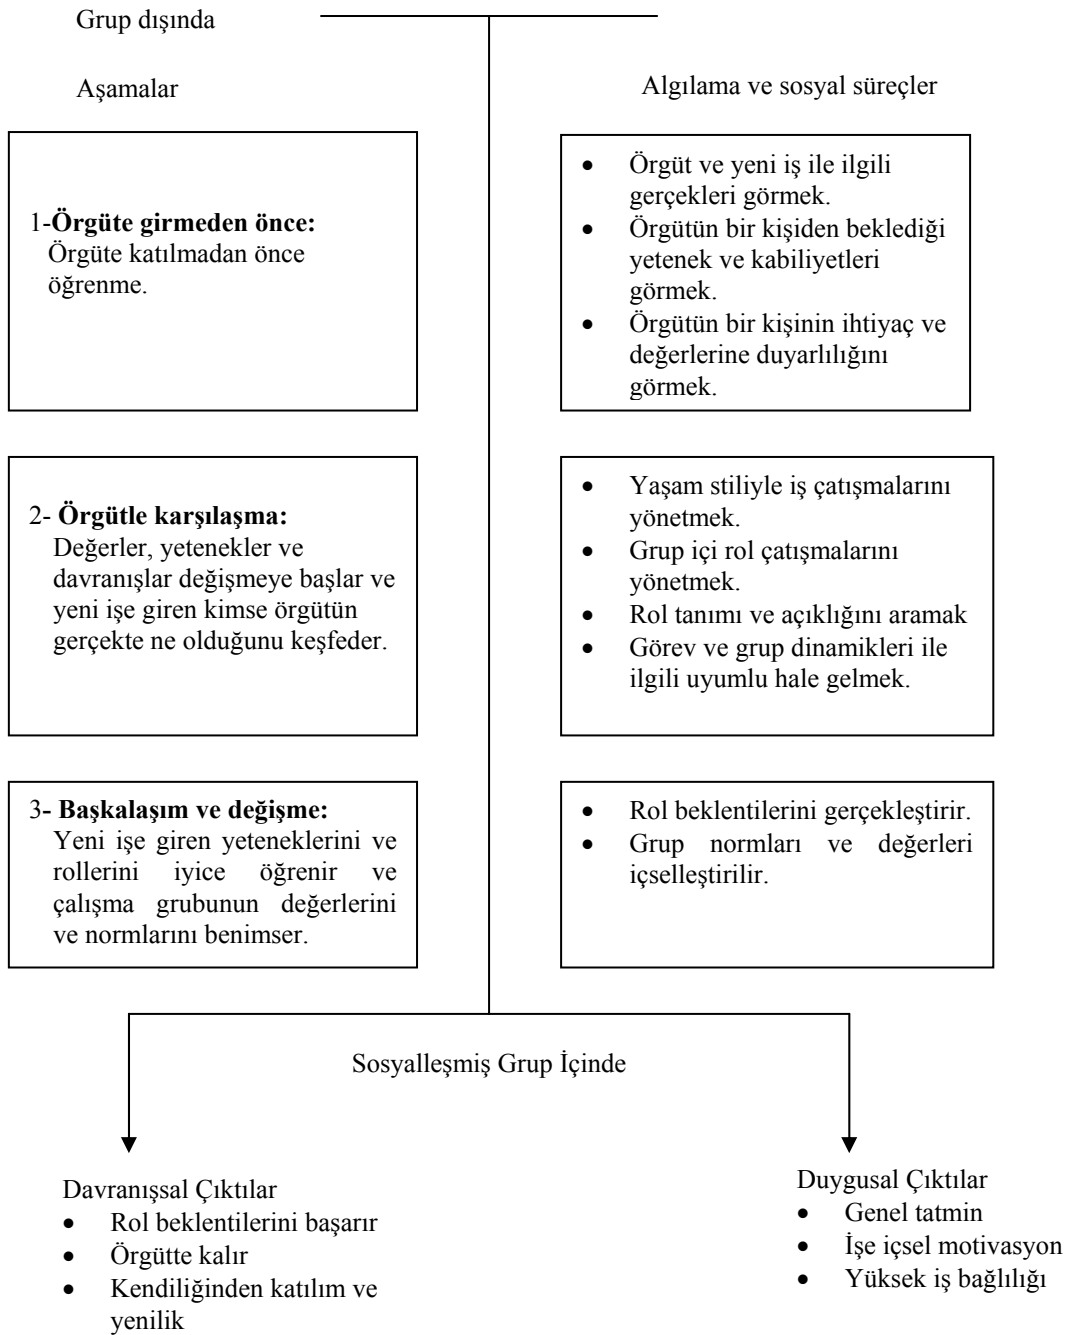 Grup dışında
Aşamalar
Algılama ve sosyal süreçler
1-Örgüte girmeden önce:
Örgüte katılmadan önce
öğrenme.
• Örgüt ve yeni iş ile ilgili
gerçekleri görmek.
• Örgütün bir kişiden beklediği
yetenek ve kabiliyetleri
görmek.
• Örgütün bir kişinin ihtiyaç ve
değerlerine duyarlılığını
görmek.
2- Örgütle karşılaşma:
Değerler, yetenekler ve
davranışlar değişmeye başlar ve
yeni işe giren kimse örgütün
gerçekte ne olduğunu keşfeder.
• Yaşam stiliyle iş çatışmalarını
yönetmek.
• Grup içi rol çatışmalarını
yönetmek.
• Rol tanımı ve açıklığını aramak
• Görev ve grup dinamikleri ile
ilgili uyumlu hale gelmek.
3- Başkalaşım ve değişme:
Yeni işe giren yeteneklerini ve
rollerini iyice öğrenir ve
çalışma grubunun değerlerini
ve normlarını benimser.
• Rol beklentilerini gerçekleştirir.
• Grup normları ve değerleri
içselleştirilir.
Sosyalleşmiş Grup İçinde
Davranışsal Çıktılar
• Rol beklentilerini başarır
• Örgütte kalır
• Kendiliğinden katılım ve
yenilik
Duygusal Çıktılar
• Genel tatmin
• İşe içsel motivasyon
• Yüksek iş bağlılığı